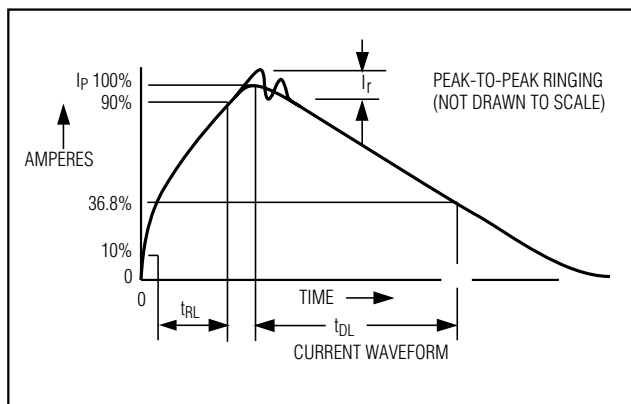 IP 100%
90%
AMPERES
36.8%
10%
0
0
tRL
TIME
tDL
CURRENT WAVEFORM
Ir
PEAK-TO-PEAK RINGING
(NOT DRAWN TO SCALE)